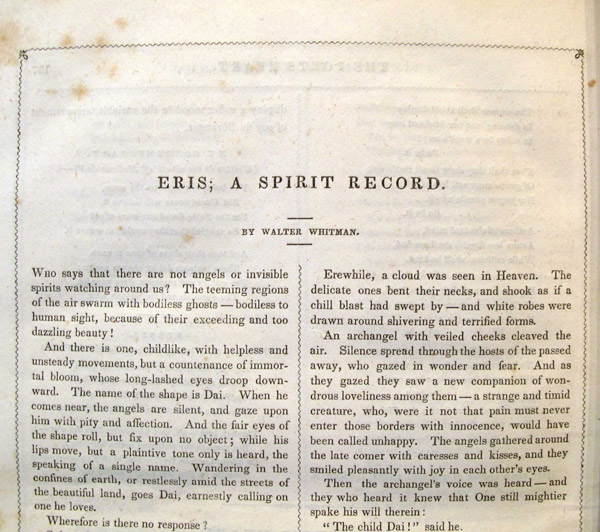 ERIS; A SPIRIT RECORD.
BY WALTER WHITMAN.
WHO says that there are not angels or invisible
spirits watching around us? The teeming regions
of the air swarm with bodiless ghosts — bodiless to
human sight, because of their exceeding and too
dazzling beauty!
And there is one, childlike, with helpless and
unsteady movements, but a countenance of immor-
tal bloom, whose long-lashed eyes droop down-
ward. The name of the shape is Dai. When he
comes near, the angels are silent, and gaze upon
him with pity and affection. And the fair eyes of
the shape roll, but fix upon no object; while his
lips move, but a plaintive tone only is heard, the
speaking of a single name. Wandering in the
confines of earth, or restlessly amid the streets of
the beautiful land, goes Dai, earnestly calling on
one he loves.
Wherefore is there no response?
Erewhile, a cloud was seen in Heaven. The
delicate ones bent their necks, and shook as if a
chill blast had swept by — and white robes were
drawn around shivering and terrified forms.
An archangel with veiled cheeks cleaved the
air. Silence spread through the hosts of the passed
away, who gazed in wonder and fear. And as
they gazed they saw a new companion of won-
drous loveliness among them — a strange and timid
creature, who, were it not that pain must never
enter those borders with innocence, would have
been called unhappy. The angels gathered around
the late comer with caresses and kisses, and they
smiled pleasantly with joy in each other's eyes.
Then the archangel's voice was heard — and
they who heard it knew that One still mightier
spake his will therein:
"The child Dai!" said he.